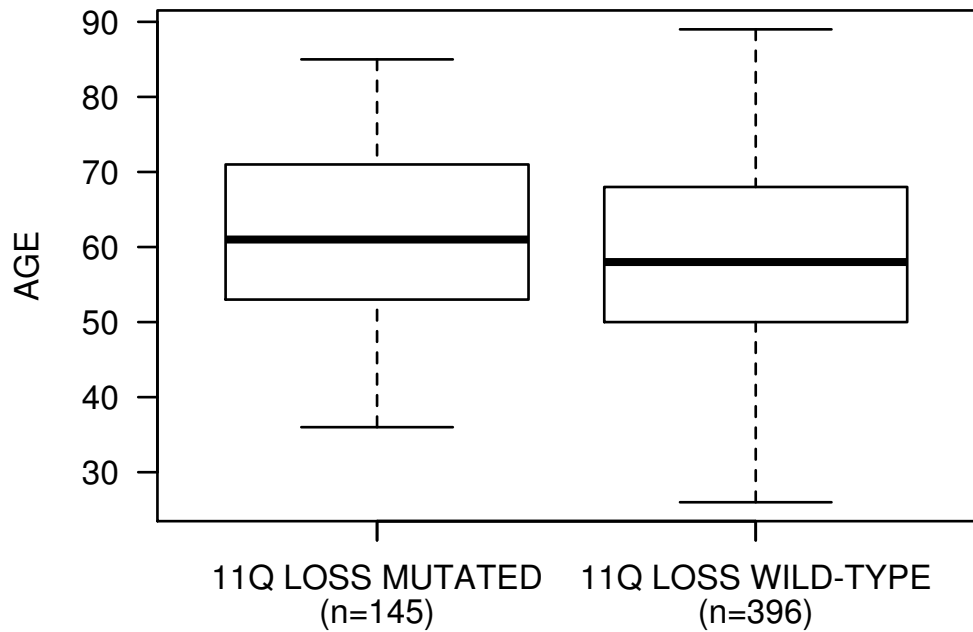 90
80
70
60
50
40
30
AGE
11Q LOSS MUTATED
(n=145)
11Q LOSS WILD-TYPE
(n=396)